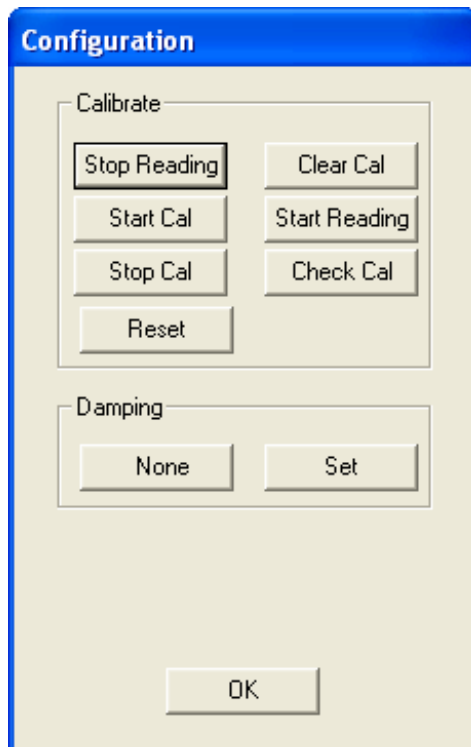 Configuration
Calibrate
Stop Reading Clear Cal
Start Cal Start Reading
Stop Cal Check Cal
Reset
Damping
None Set
OK